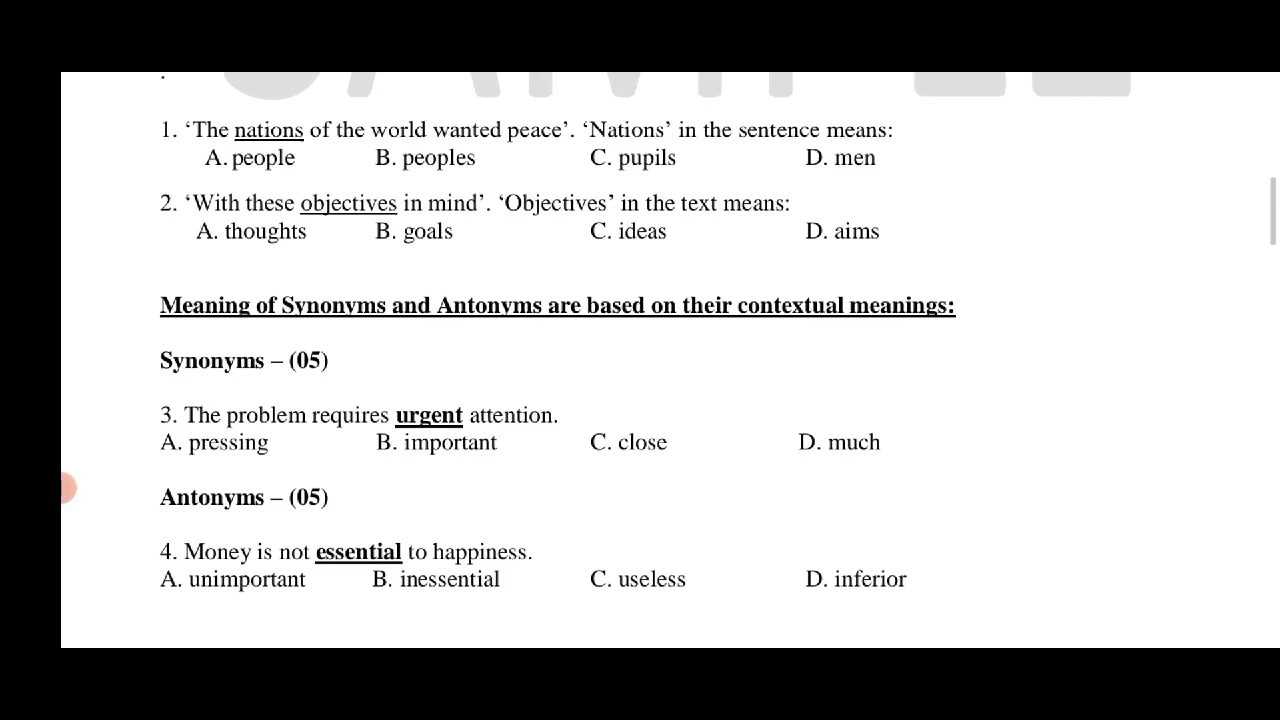 .
1. ‘The nations of the world wanted peace’. ‘Nations’ in the sentence means:
A. people B. peoples C. pupils D. men
2. ‘With these objectives in mind’. ‘Objectives’ in the text means:
A. thoughts B. goals C. ideas D. aims
Meaning of Synonyms and Antonyms are based on their contextual meanings:
Synonyms – (05)
3. The problem requires urgent attention.
A. pressing B. important C. close D. much
Antonyms – (05)
4. Money is not essential to happiness.
A. unimportant B. inessential C. useless D. inferior